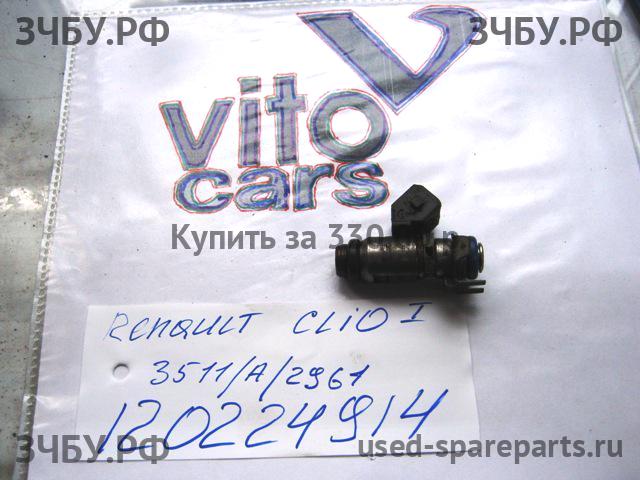 ЗЧБУ.РФ ЗЧБУ.РФ
vito
cars
Купить за 330 р.
Renault CLIO I
3511/A/2961
120224914
ЗЧБУ.РФ used-spareparts.ru